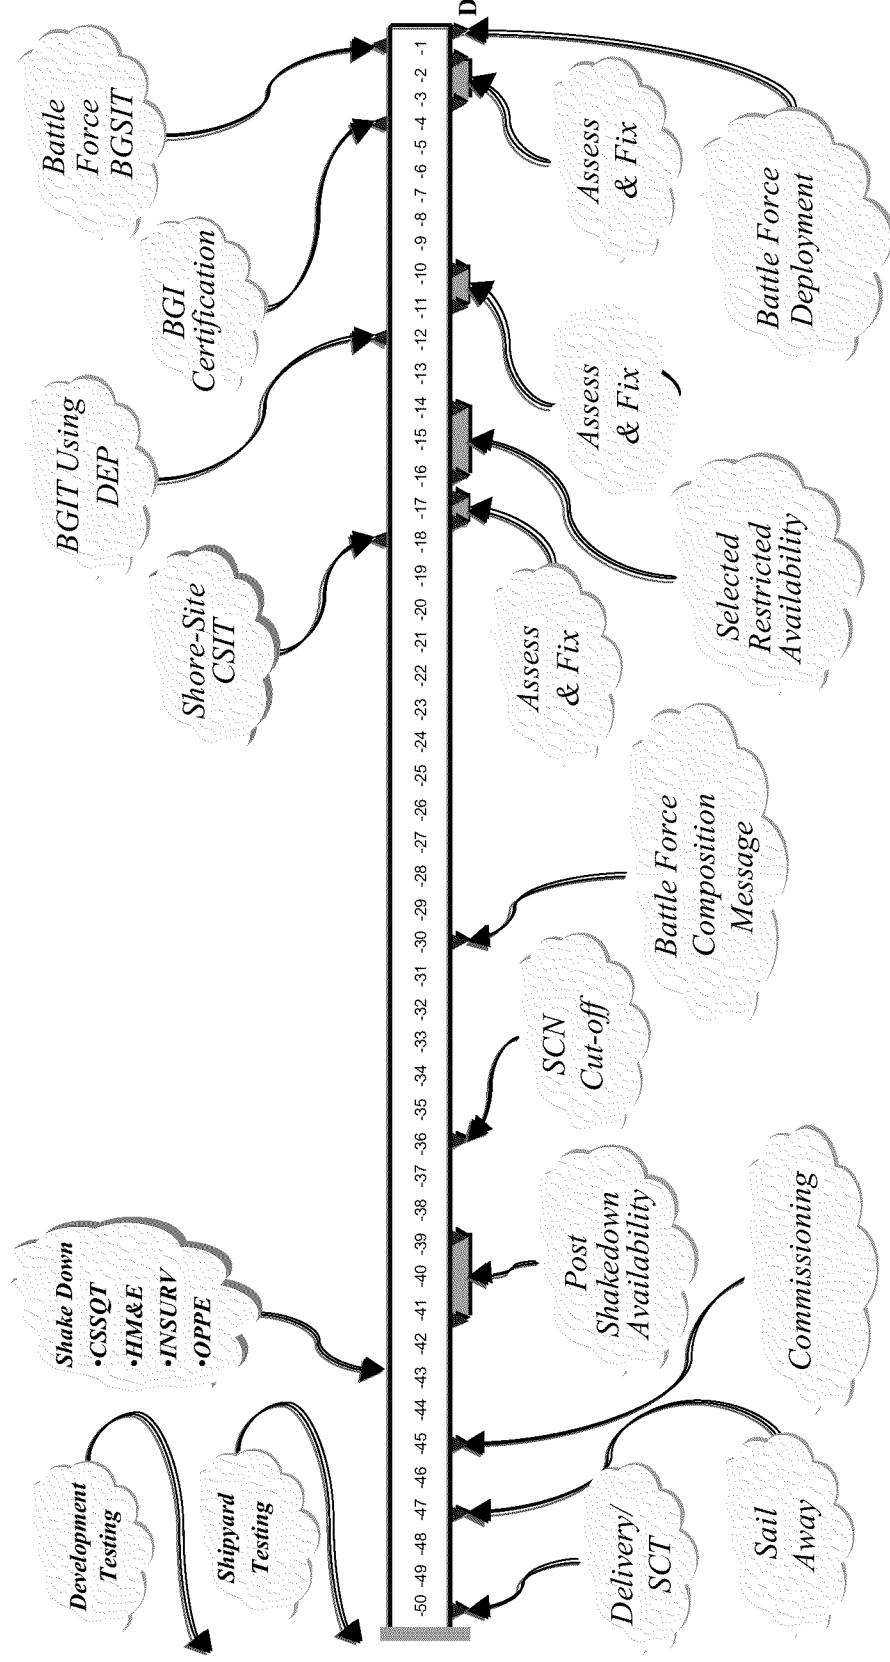 Development
Testing
Shipyard
Testing
Shake Down
•CSSQT
•HM&E
•INSURV
•OPPE
Shore-Site
CSIT
BGIT Using
DEP
BGI
Certification
Battle
Force
BGSIT
-50 -49 -48 -47 -46 -45 -44 -43 -42 -41 -40 -39 -38 -37 -36 -35 -34 -33 -32 -31 -30 -29 -28 -27 -26 -25 -24 -23 -22 -21 -20 -19 -18 -17 -16 -15 -14 -13 -12 -11 -10 -9 -8 -7 -6 -5 -4 -3 -2 -1
D
Delivery/
SCT
Sail
Away
Commissioning
Post
Shakedown
Availability
SCN
Cut-off
Battle Force
Composition
Message
Assess
& Fix
Selected
Restricted
Availability
Assess
& Fix
Assess
& Fix
Battle Force
Deployment